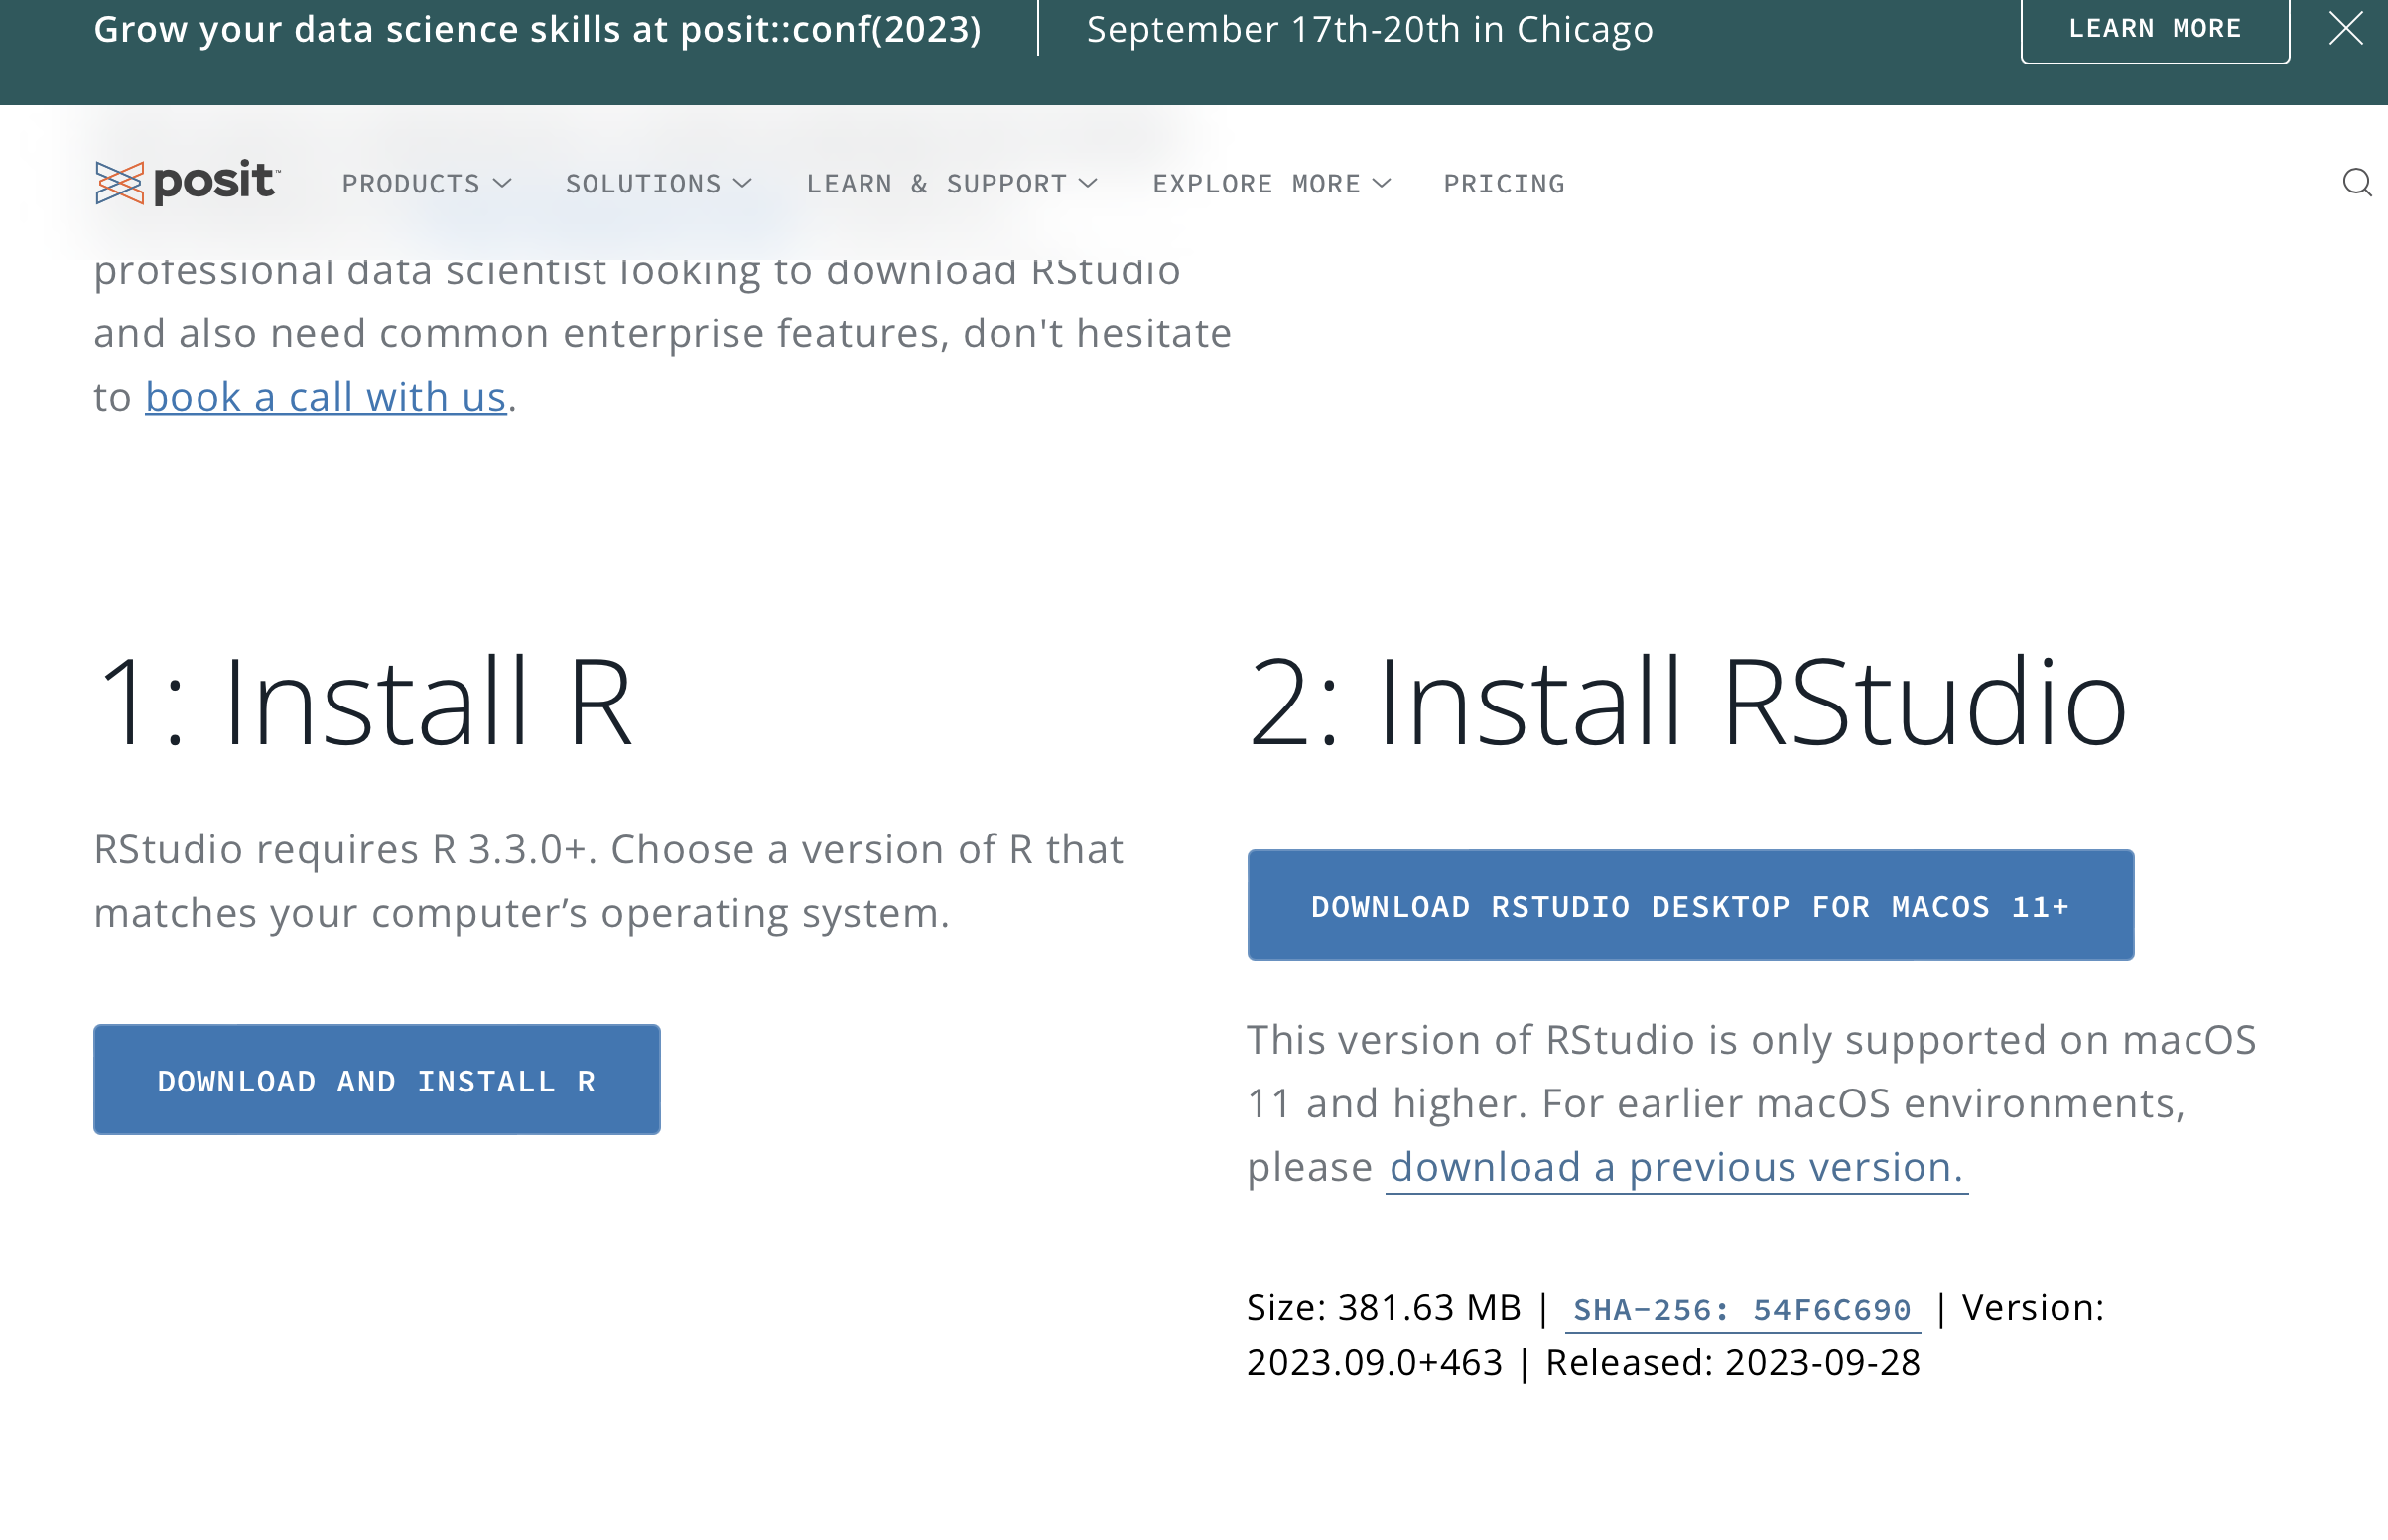 Grow your data science skills at posit::conf(2023)
September 17th-20th in Chicago
LEARN MORE
posit™
PRODUCTS
SOLUTIONS
LEARN & SUPPORT
EXPLORE MORE
PRICING
professional data scientist looking to download RStudio
and also need common enterprise features, don't hesitate
to book a call with us.
1: Install R
RStudio requires R 3.3.0+. Choose a version of R that
matches your computer’s operating system.
DOWNLOAD AND INSTALL R
2: Install RStudio
DOWNLOAD RSTUDIO DESKTOP FOR MACOS 11+
This version of RStudio is only supported on macOS
11 and higher. For earlier macOS environments,
please download a previous version.
Size: 381.63 MB | SHA-256: 54F6C690 | Version:
2023.09.0+463 | Released: 2023-09-28